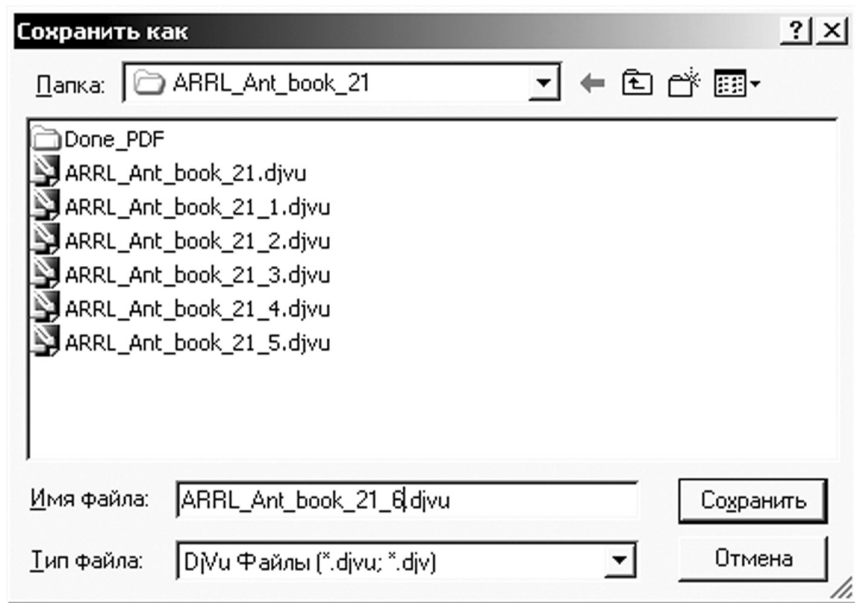 Сохранить как
Папка: ARRL_Ant_book_21
Done_PDF
ARRL_Ant_book_21.djvu
ARRL_Ant_book_21_1.djvu
ARRL_Ant_book_21_2.djvu
ARRL_Ant_book_21_3.djvu
ARRL_Ant_book_21_4.djvu
ARRL_Ant_book_21_5.djvu
Имя файла: ARRL_Ant_book_21_6.djvu Сохранить
Тип файла: DjVu Файлы (*.djvu; *.djv) Отмена